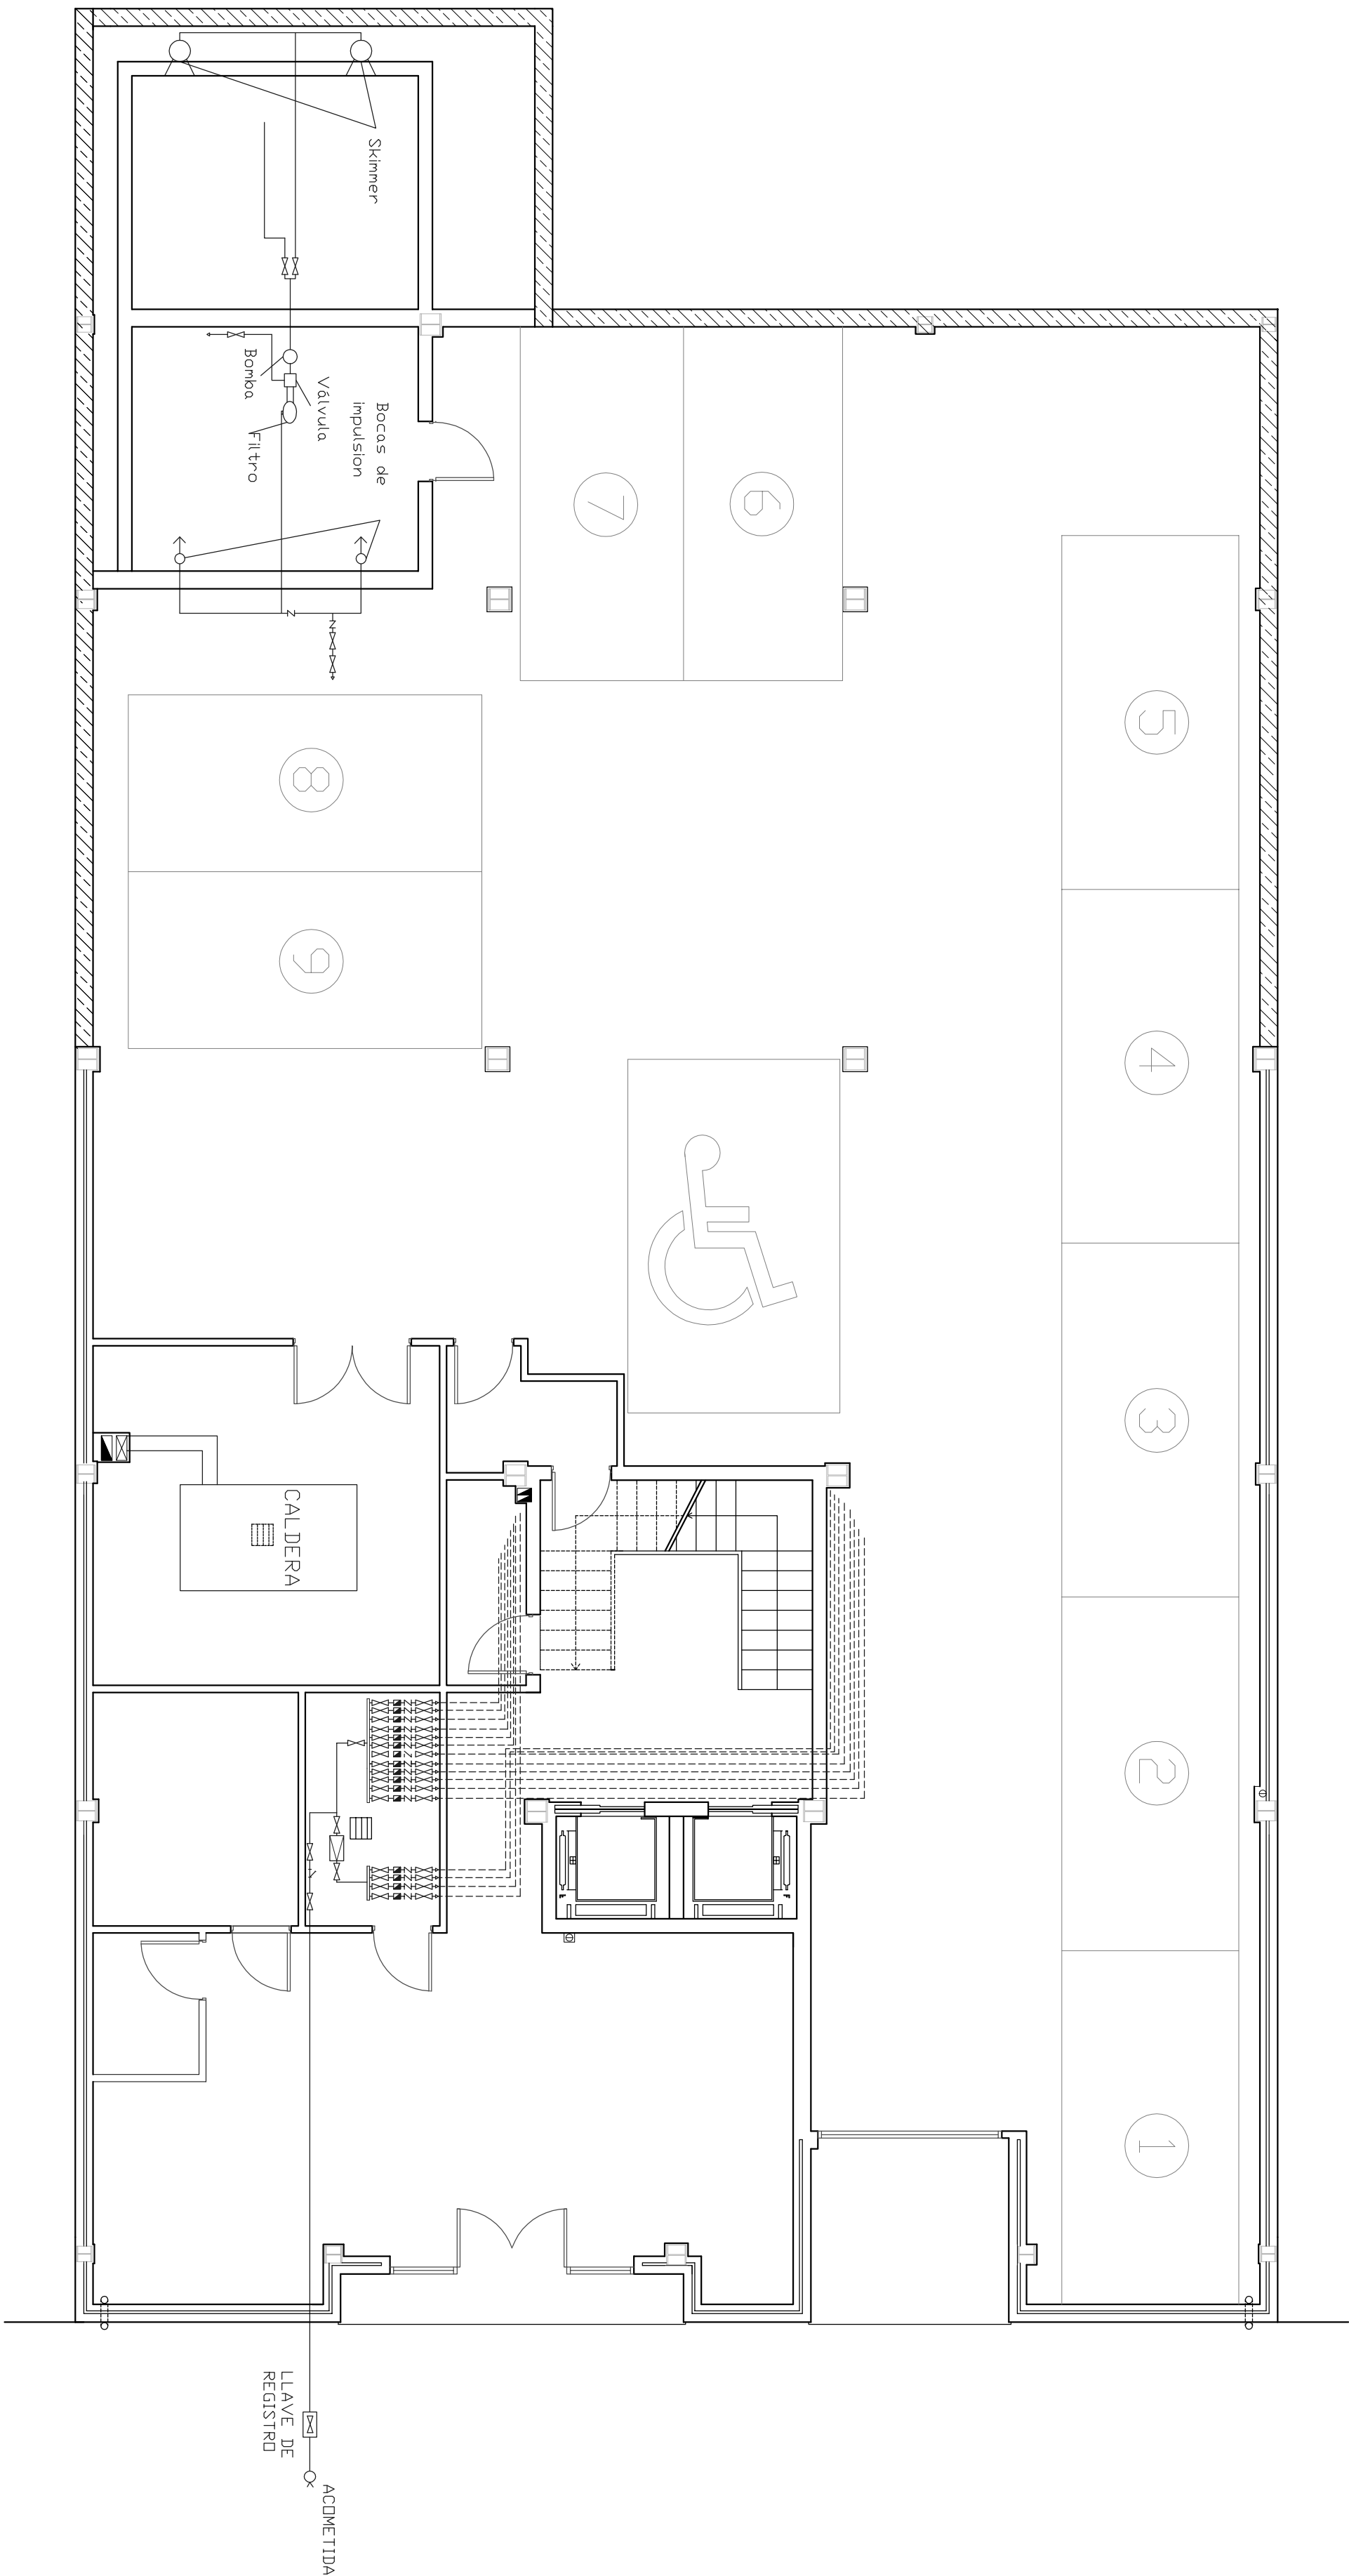 Skimmer
Bomba
Válvula
Filtro
Bocas de
impulsion
7
6
5
8
9
4
3
CALDERA
2
1
LLAVE DE
REGISTRO
ACOMETIDA